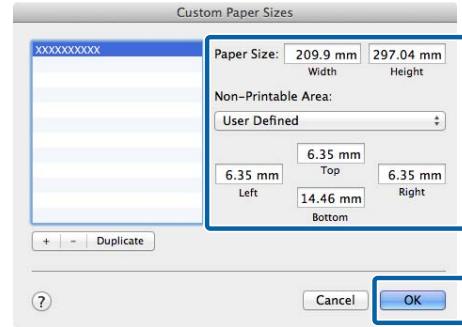 Custom Paper Sizes
XXXXXXXXXX
Paper Size: 209.9 mm 297.04 mm
Width Height
Non-Printable Area:
User Defined
6.35 mm
Top
6.35 mm 6.35 mm
Left Right
14.46 mm
Bottom
+ - Duplicate
? Cancel OK